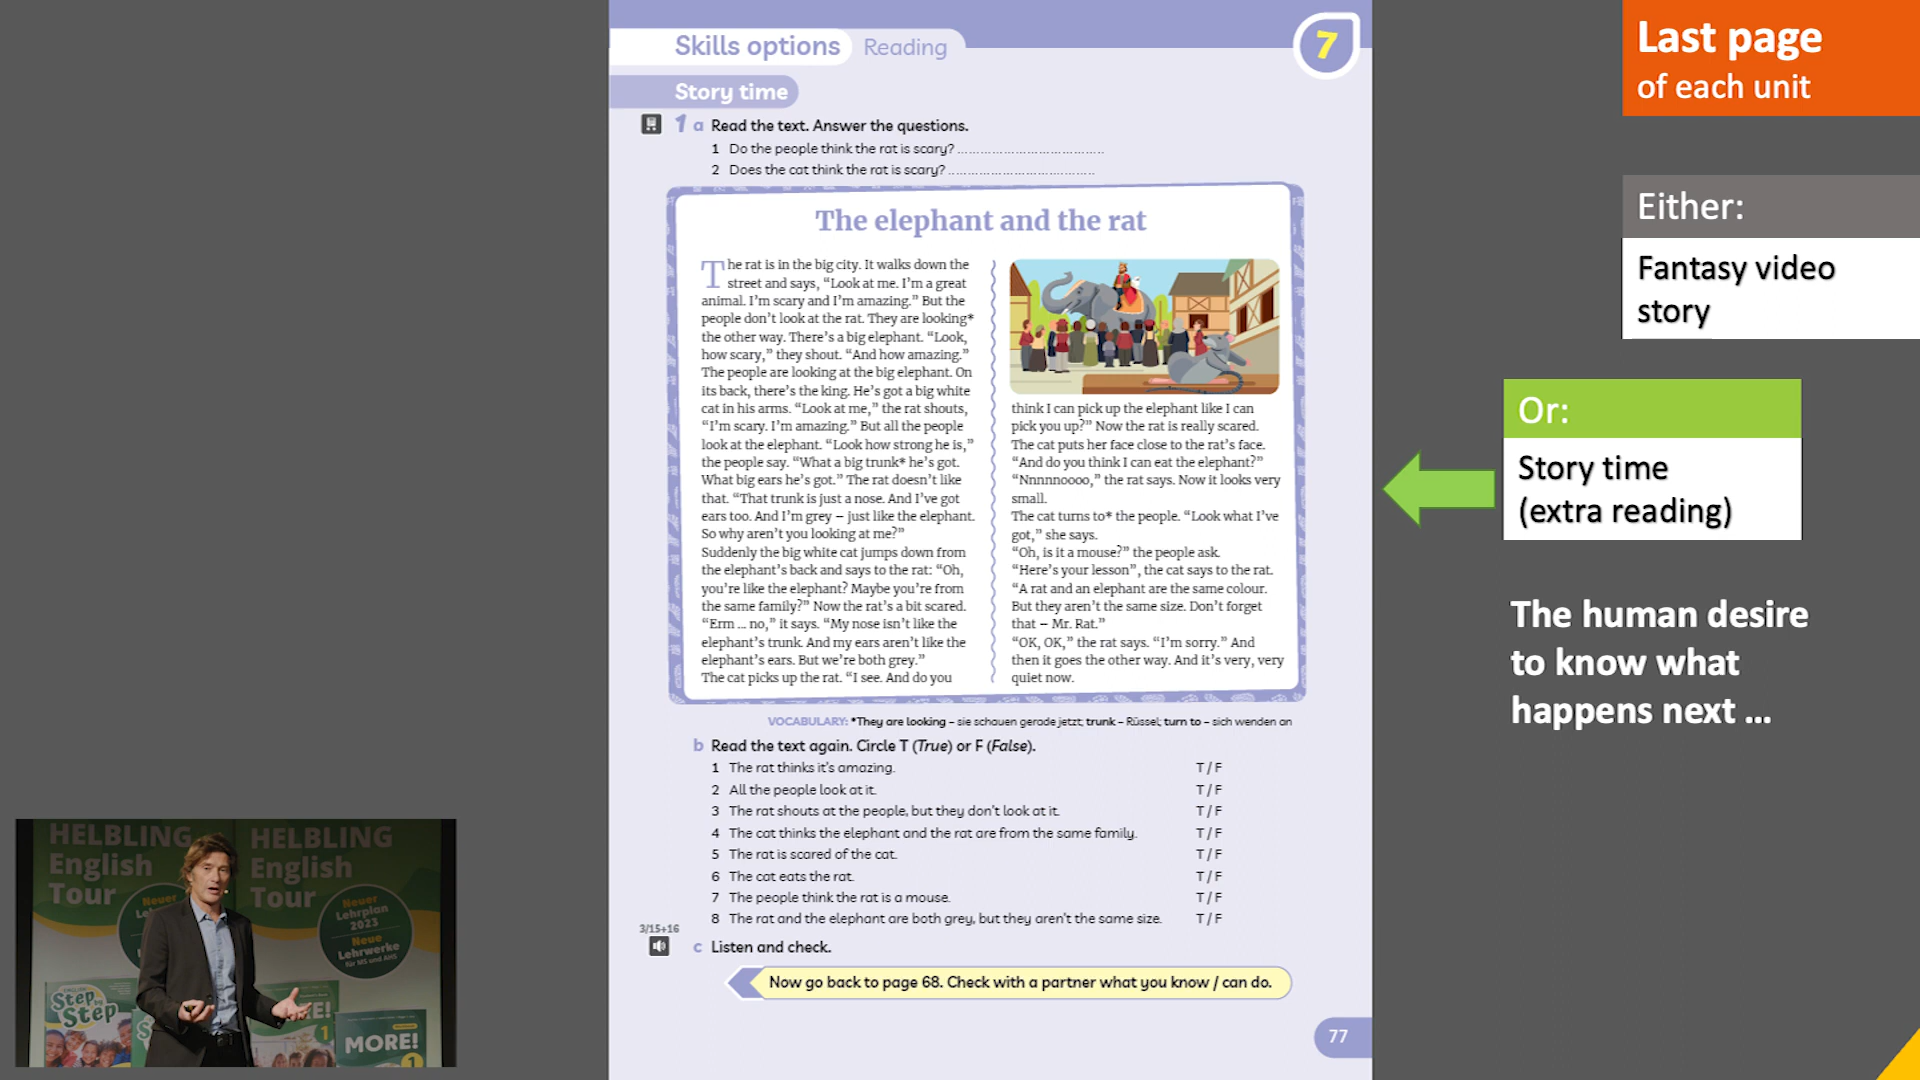 Skills options Reading
7
Story time
1 a Read the text. Answer the questions.
1 Do the people think the rat is scary? ..........................................
2 Does the cat think the rat is scary? ..........................................
The elephant and the rat
The rat is in the big city. It walks down the
street and says, “Look at me. I’m a great
animal. I’m scary and I’m amazing.” But the
people don’t look at the rat. They are looking*
the other way. There’s a big elephant. “Look,
how scary,” they shout. “And how amazing.”
The people are looking at the big elephant. On
its back, there’s the king. He’s got a big white
cat in his arms. “Look at me,” the rat shouts,
“I’m scary. I’m amazing.” But all the people
look at the elephant. “Look how strong he is,”
the people say. “What a big trunk* he’s got.
What big ears he’s got.” The rat doesn’t like
that. “That trunk is just a nose. And I’ve got
ears too. And I’m grey – just like the elephant.
So why aren’t you looking at me?”
Suddenly the big white cat jumps down from
the elephant’s back and says to the rat: “Oh,
you’re like the elephant? Maybe you’re from
the same family?” Now the rat’s a bit scared.
“Erm ... no,” it says. “My nose isn’t like the
elephant’s trunk. And my ears aren’t like the
elephant’s ears. But we’re both grey.”
The cat picks up the rat. “I see. And do you
think I can pick up the elephant like I can
pick you up?” Now the rat is really scared.
The cat puts her face close to the rat’s face.
“And do you think I can eat the elephant?”
“Nnnnnoooo,” the rat says. Now it looks very
small.
The cat turns to* the people. “Look what I’ve
got,” she says.
“Oh, is it a mouse?” the people ask.
“Here’s your lesson”, the cat says to the rat.
“A rat and an elephant are the same colour.
But they aren’t the same size. Don’t forget
that – Mr. Rat.”
“OK, OK,” the rat says. “I’m sorry.” And
then it goes the other way. And it’s very, very
quiet now.
VOCABULARY: *They are looking – sie schauen gerade jetzt; trunk – Rüssel; turn to – sich wenden an
b Read the text again. Circle T (True) or F (False).
1 The rat thinks it’s amazing. T / F
2 All the people look at it. T / F
3 The rat shouts at the people, but they don’t look at it. T / F
4 The cat thinks the elephant and the rat are from the same family. T / F
5 The rat is scared of the cat. T / F
6 The cat eats the rat. T / F
7 The people think the rat is a mouse. T / F
8 The rat and the elephant are both grey, but they aren’t the same size. T / F
3/15+16
c Listen and check.
Now go back to page 68. Check with a partner what you know / can do.
77
Last page
of each unit
Either:
Fantasy video
story
Or:
Story time
(extra reading)
The human desire
to know what
happens next ...
HELBLING
English
Tour
Neuer
HELBLING
English
Tour
Neuer
Lehrplan
2023
Neue
Lehrwerke
für MS und AHS
Step by
Step
MORE!
1